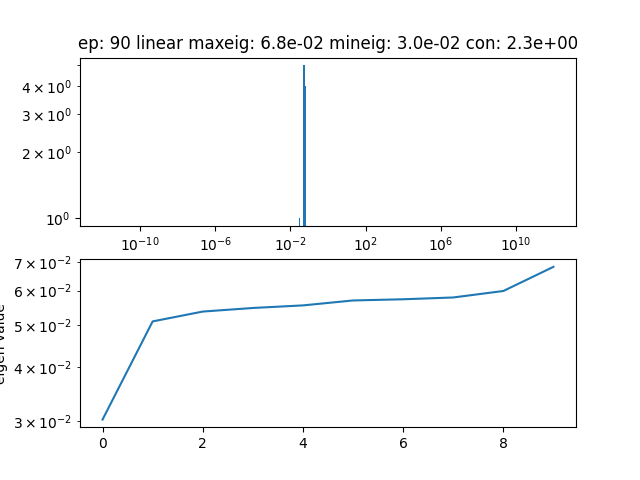 ep: 90 linear maxeig: 6.8e-02 mineig: 3.0e-02 con: 2.3e+00
4 × 10⁰
3 × 10⁰
2 × 10⁰
10⁰
10⁻¹⁰ 10⁻⁶ 10⁻² 10² 10⁶ 10¹⁰
7 × 10⁻²
6 × 10⁻²
5 × 10⁻²
4 × 10⁻²
3 × 10⁻²
eigen value
0 2 4 6 8